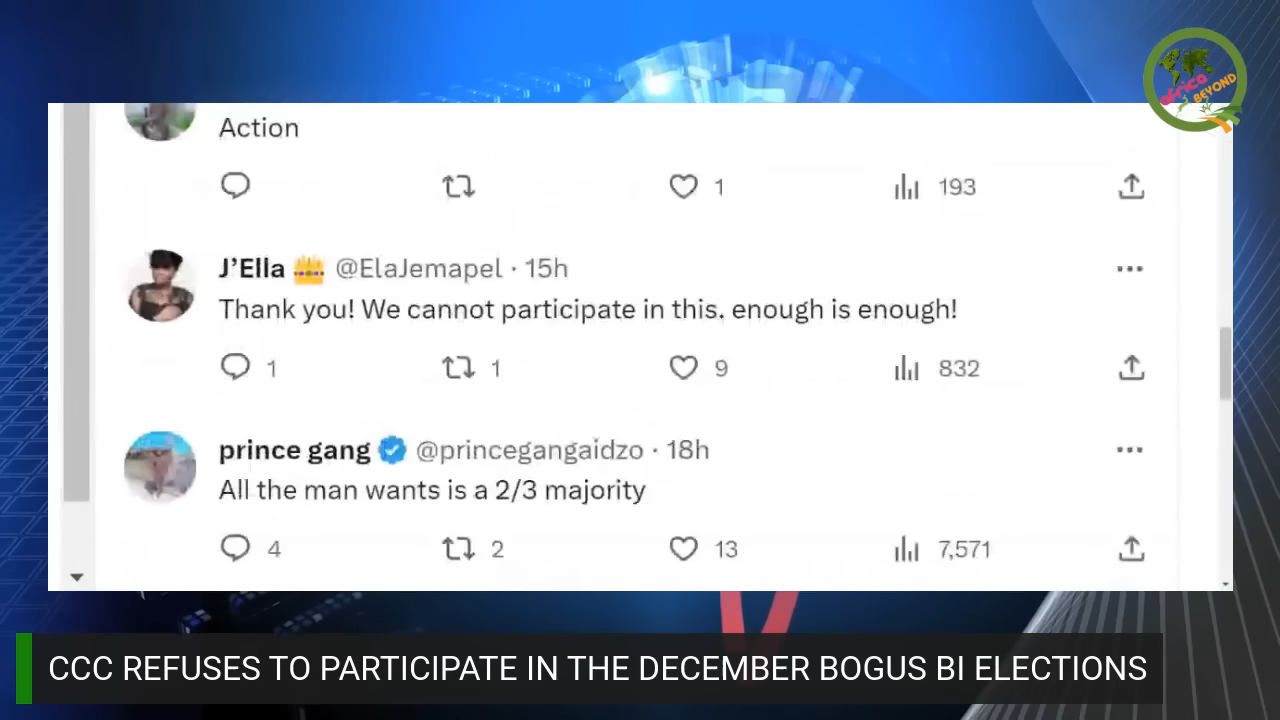 africa
BEYOND
Action
1 193
J’Ella @ElaJemapel · 15h
Thank you! We cannot participate in this. enough is enough!
1 1 9 832
prince gang @princegangaidzo · 18h
All the man wants is a 2/3 majority
4 2 13 7,571
CCC REFUSES TO PARTICIPATE IN THE DECEMBER BOGUS BI ELECTIONS